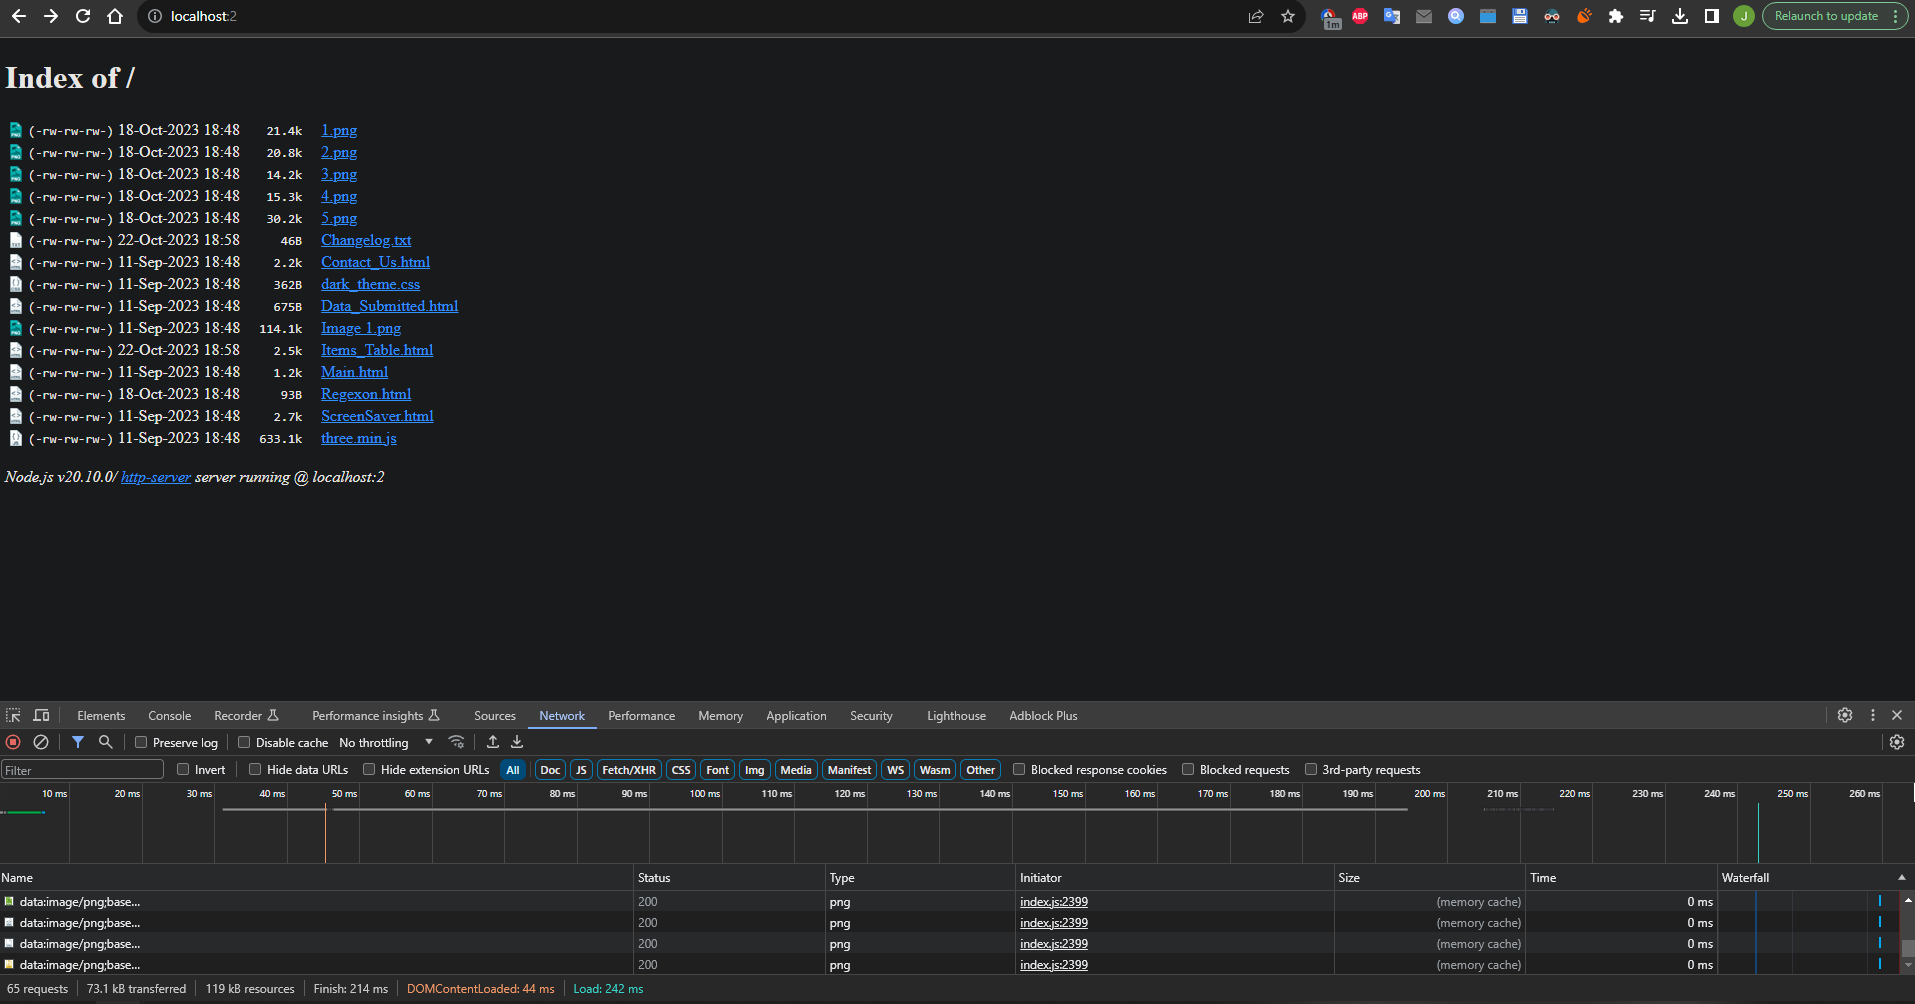 localhost:2
1m
ABP
J
Relaunch to update
Index of /
(-rw-rw-rw-) 18-Oct-2023 18:48 21.4k 1.png
(-rw-rw-rw-) 18-Oct-2023 18:48 20.8k 2.png
(-rw-rw-rw-) 18-Oct-2023 18:48 14.2k 3.png
(-rw-rw-rw-) 18-Oct-2023 18:48 15.3k 4.png
(-rw-rw-rw-) 18-Oct-2023 18:48 30.2k 5.png
(-rw-rw-rw-) 22-Oct-2023 18:58 46B Changelog.txt
(-rw-rw-rw-) 11-Sep-2023 18:48 2.2k Contact_Us.html
(-rw-rw-rw-) 11-Sep-2023 18:48 362B dark_theme.css
(-rw-rw-rw-) 11-Sep-2023 18:48 675B Data_Submitted.html
(-rw-rw-rw-) 11-Sep-2023 18:48 114.1k Image 1.png
(-rw-rw-rw-) 22-Oct-2023 18:58 2.5k Items_Table.html
(-rw-rw-rw-) 11-Sep-2023 18:48 1.2k Main.html
(-rw-rw-rw-) 18-Oct-2023 18:48 93B Regexon.html
(-rw-rw-rw-) 11-Sep-2023 18:48 2.7k ScreenSaver.html
(-rw-rw-rw-) 11-Sep-2023 18:48 633.1k three.min.js
Node.js v20.10.0/ http-server server running @ localhost:2
Elements Console Recorder Performance insights Sources Network Performance Memory Application Security Lighthouse Adblock Plus
Preserve log Disable cache No throttling
Filter Invert Hide data URLs Hide extension URLs All Doc JS Fetch/XHR CSS Font Img Media Manifest WS Wasm Other Blocked response cookies Blocked requests 3rd-party requests
10 ms 20 ms 30 ms 40 ms 50 ms 60 ms 70 ms 80 ms 90 ms 100 ms 110 ms 120 ms 130 ms 140 ms 150 ms 160 ms 170 ms 180 ms 190 ms 200 ms 210 ms 220 ms 230 ms 240 ms 250 ms 260 ms
Name Status Type Initiator Size Time Waterfall
data:image/png;base... 200 png index.js:2399 (memory cache) 0 ms
data:image/png;base... 200 png index.js:2399 (memory cache) 0 ms
data:image/png;base... 200 png index.js:2399 (memory cache) 0 ms
data:image/png;base... 200 png index.js:2399 (memory cache) 0 ms
65 requests 73.1 kB transferred 119 kB resources Finish: 214 ms DOMContentLoaded: 44 ms Load: 242 ms